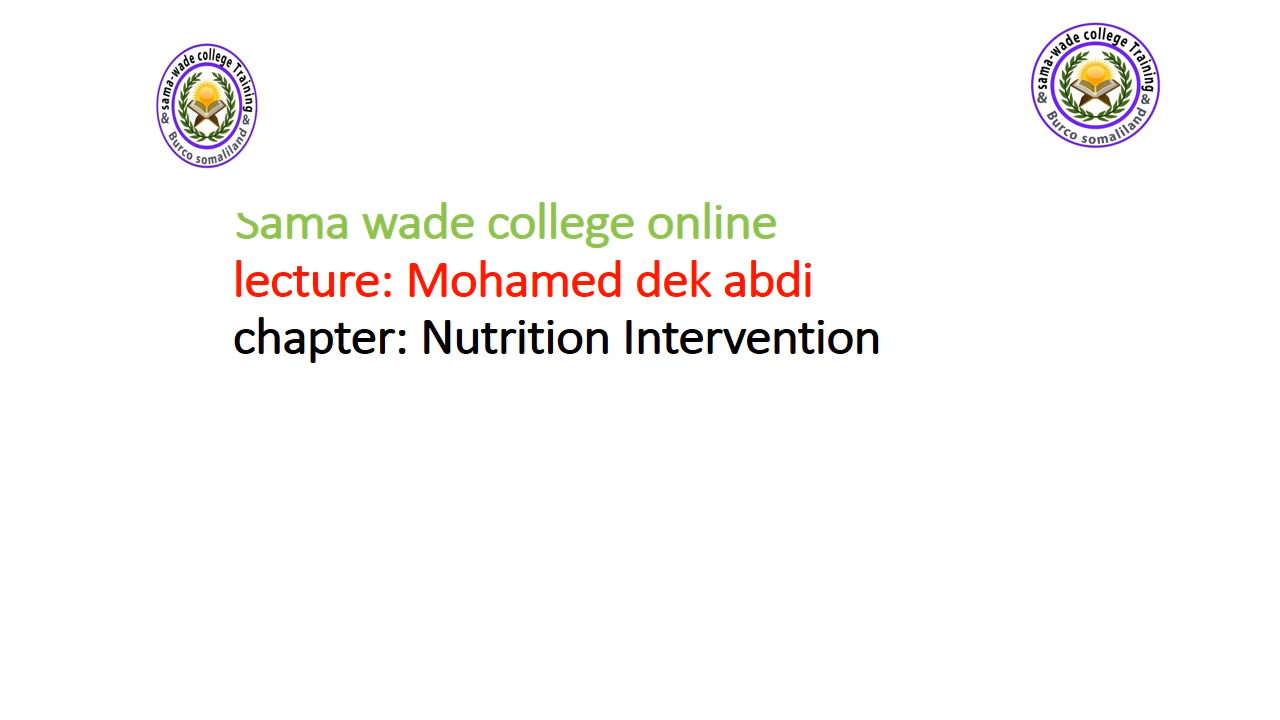 sama-wade college Training
& Burco somaliland &
sama-wade college Training
& Burco somaliland &
Sama wade college online
lecture: Mohamed dek abdi
chapter: Nutrition Intervention